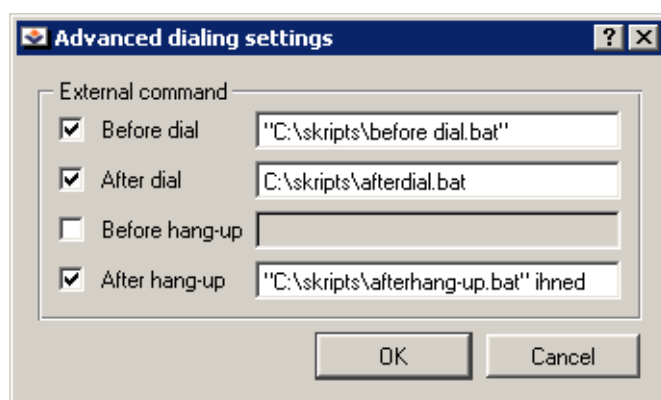 Advanced dialing settings
External command
Before dial "C:\skripts\before dial.bat"
After dial C:\skripts\afterdial.bat
Before hang-up
After hang-up "C:\skripts\afterhang-up.bat" ihned
OK Cancel